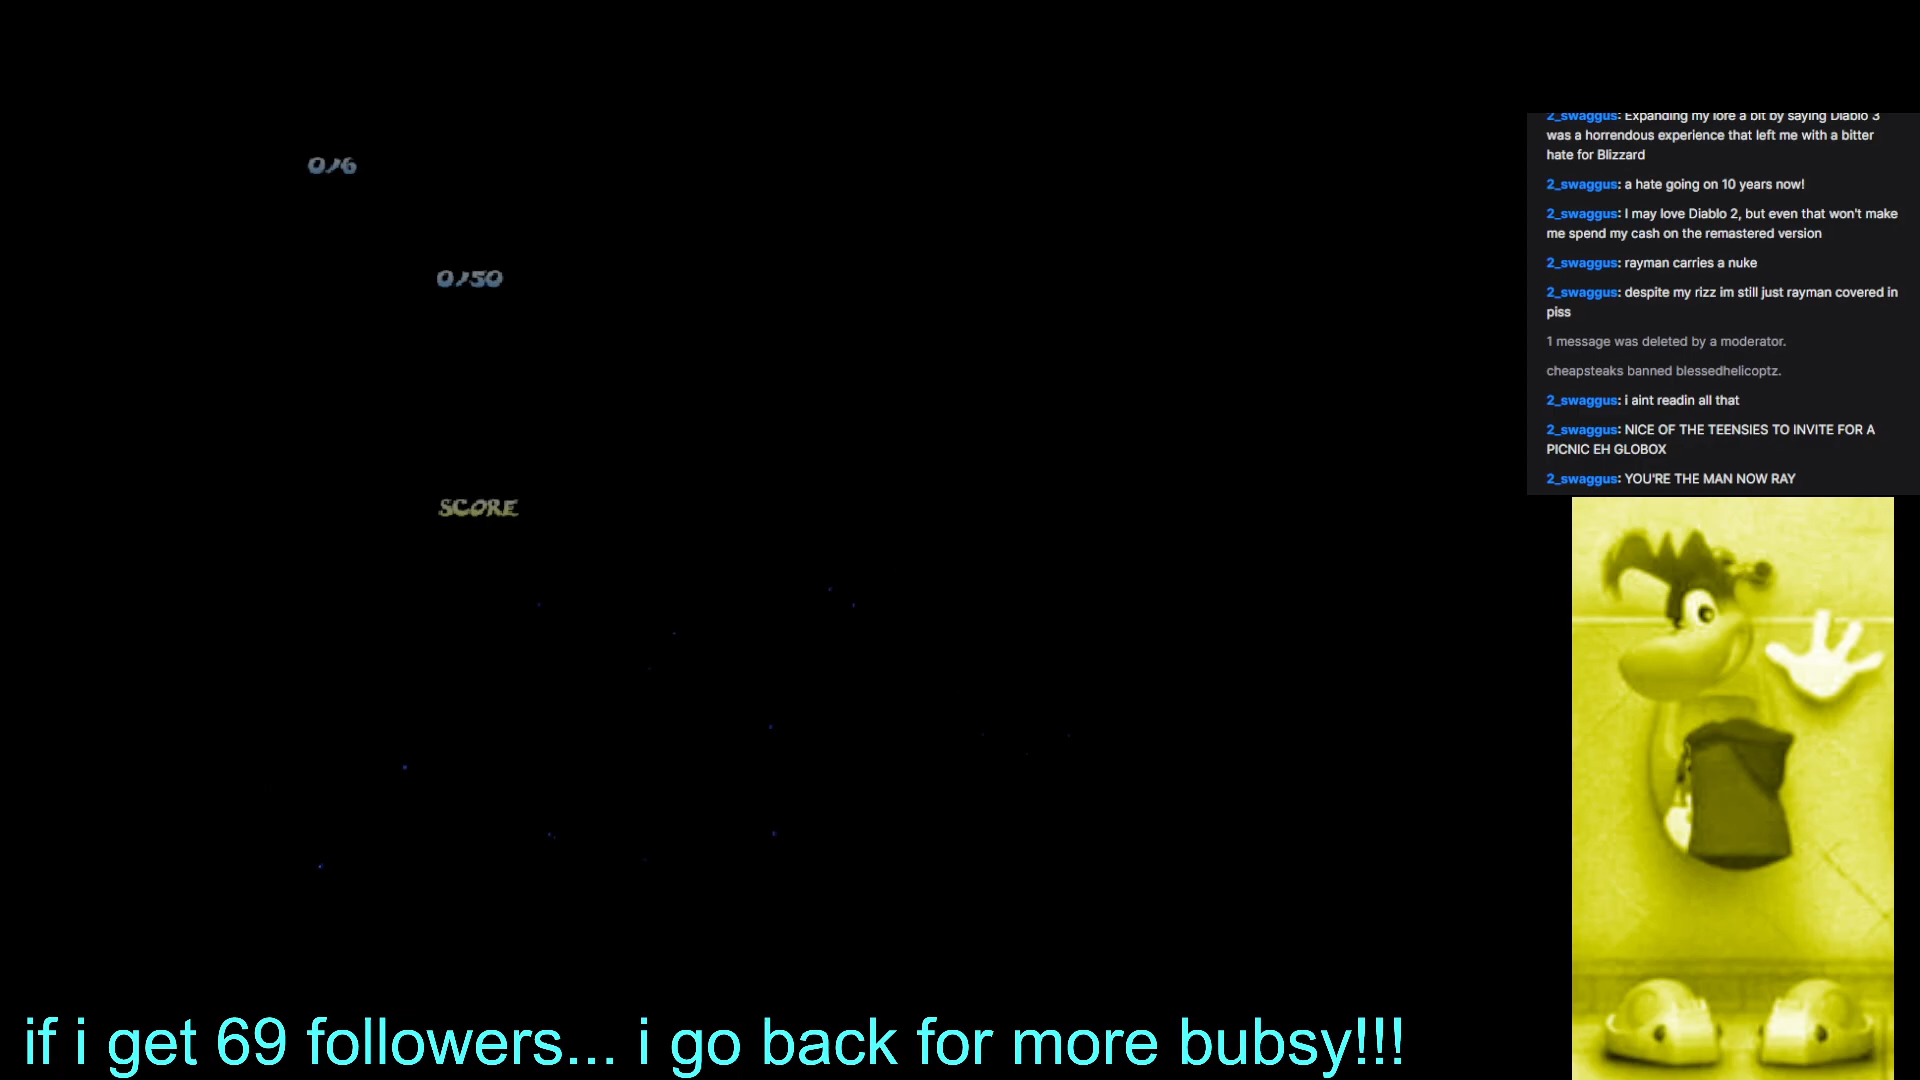 0/6
0/50
SCORE
2_swaggus: Expanding my lore a bit by saying Diablo 3
was a horrendous experience that left me with a bitter
hate for Blizzard
2_swaggus: a hate going on 10 years now!
2_swaggus: I may love Diablo 2, but even that won't make
me spend my cash on the remastered version
2_swaggus: rayman carries a nuke
2_swaggus: despite my rizz im still just rayman covered in
piss
1 message was deleted by a moderator.
cheapsteaks banned blessedhelicoptz.
2_swaggus: i aint readin all that
2_swaggus: NICE OF THE TEENSIES TO INVITE FOR A
PICNIC EH GLOBOX
2_swaggus: YOU'RE THE MAN NOW RAY
if i get 69 followers... i go back for more bubsy!!!